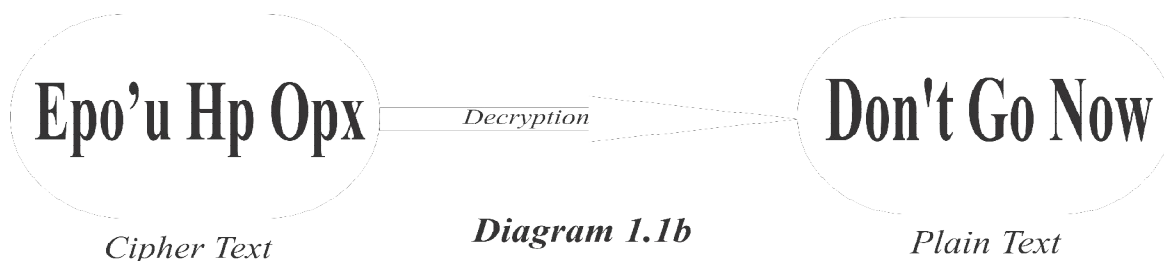 Epo’u Hp Opx
Decryption
Don't Go Now
Cipher Text
Diagram 1.1b
Plain Text